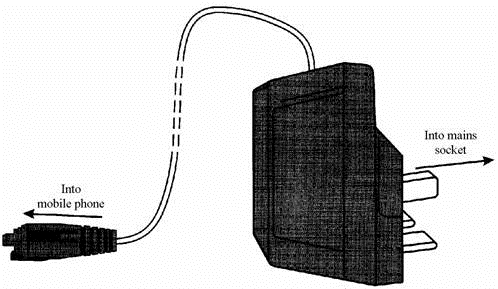 Into mains
socket
Into
mobile phone